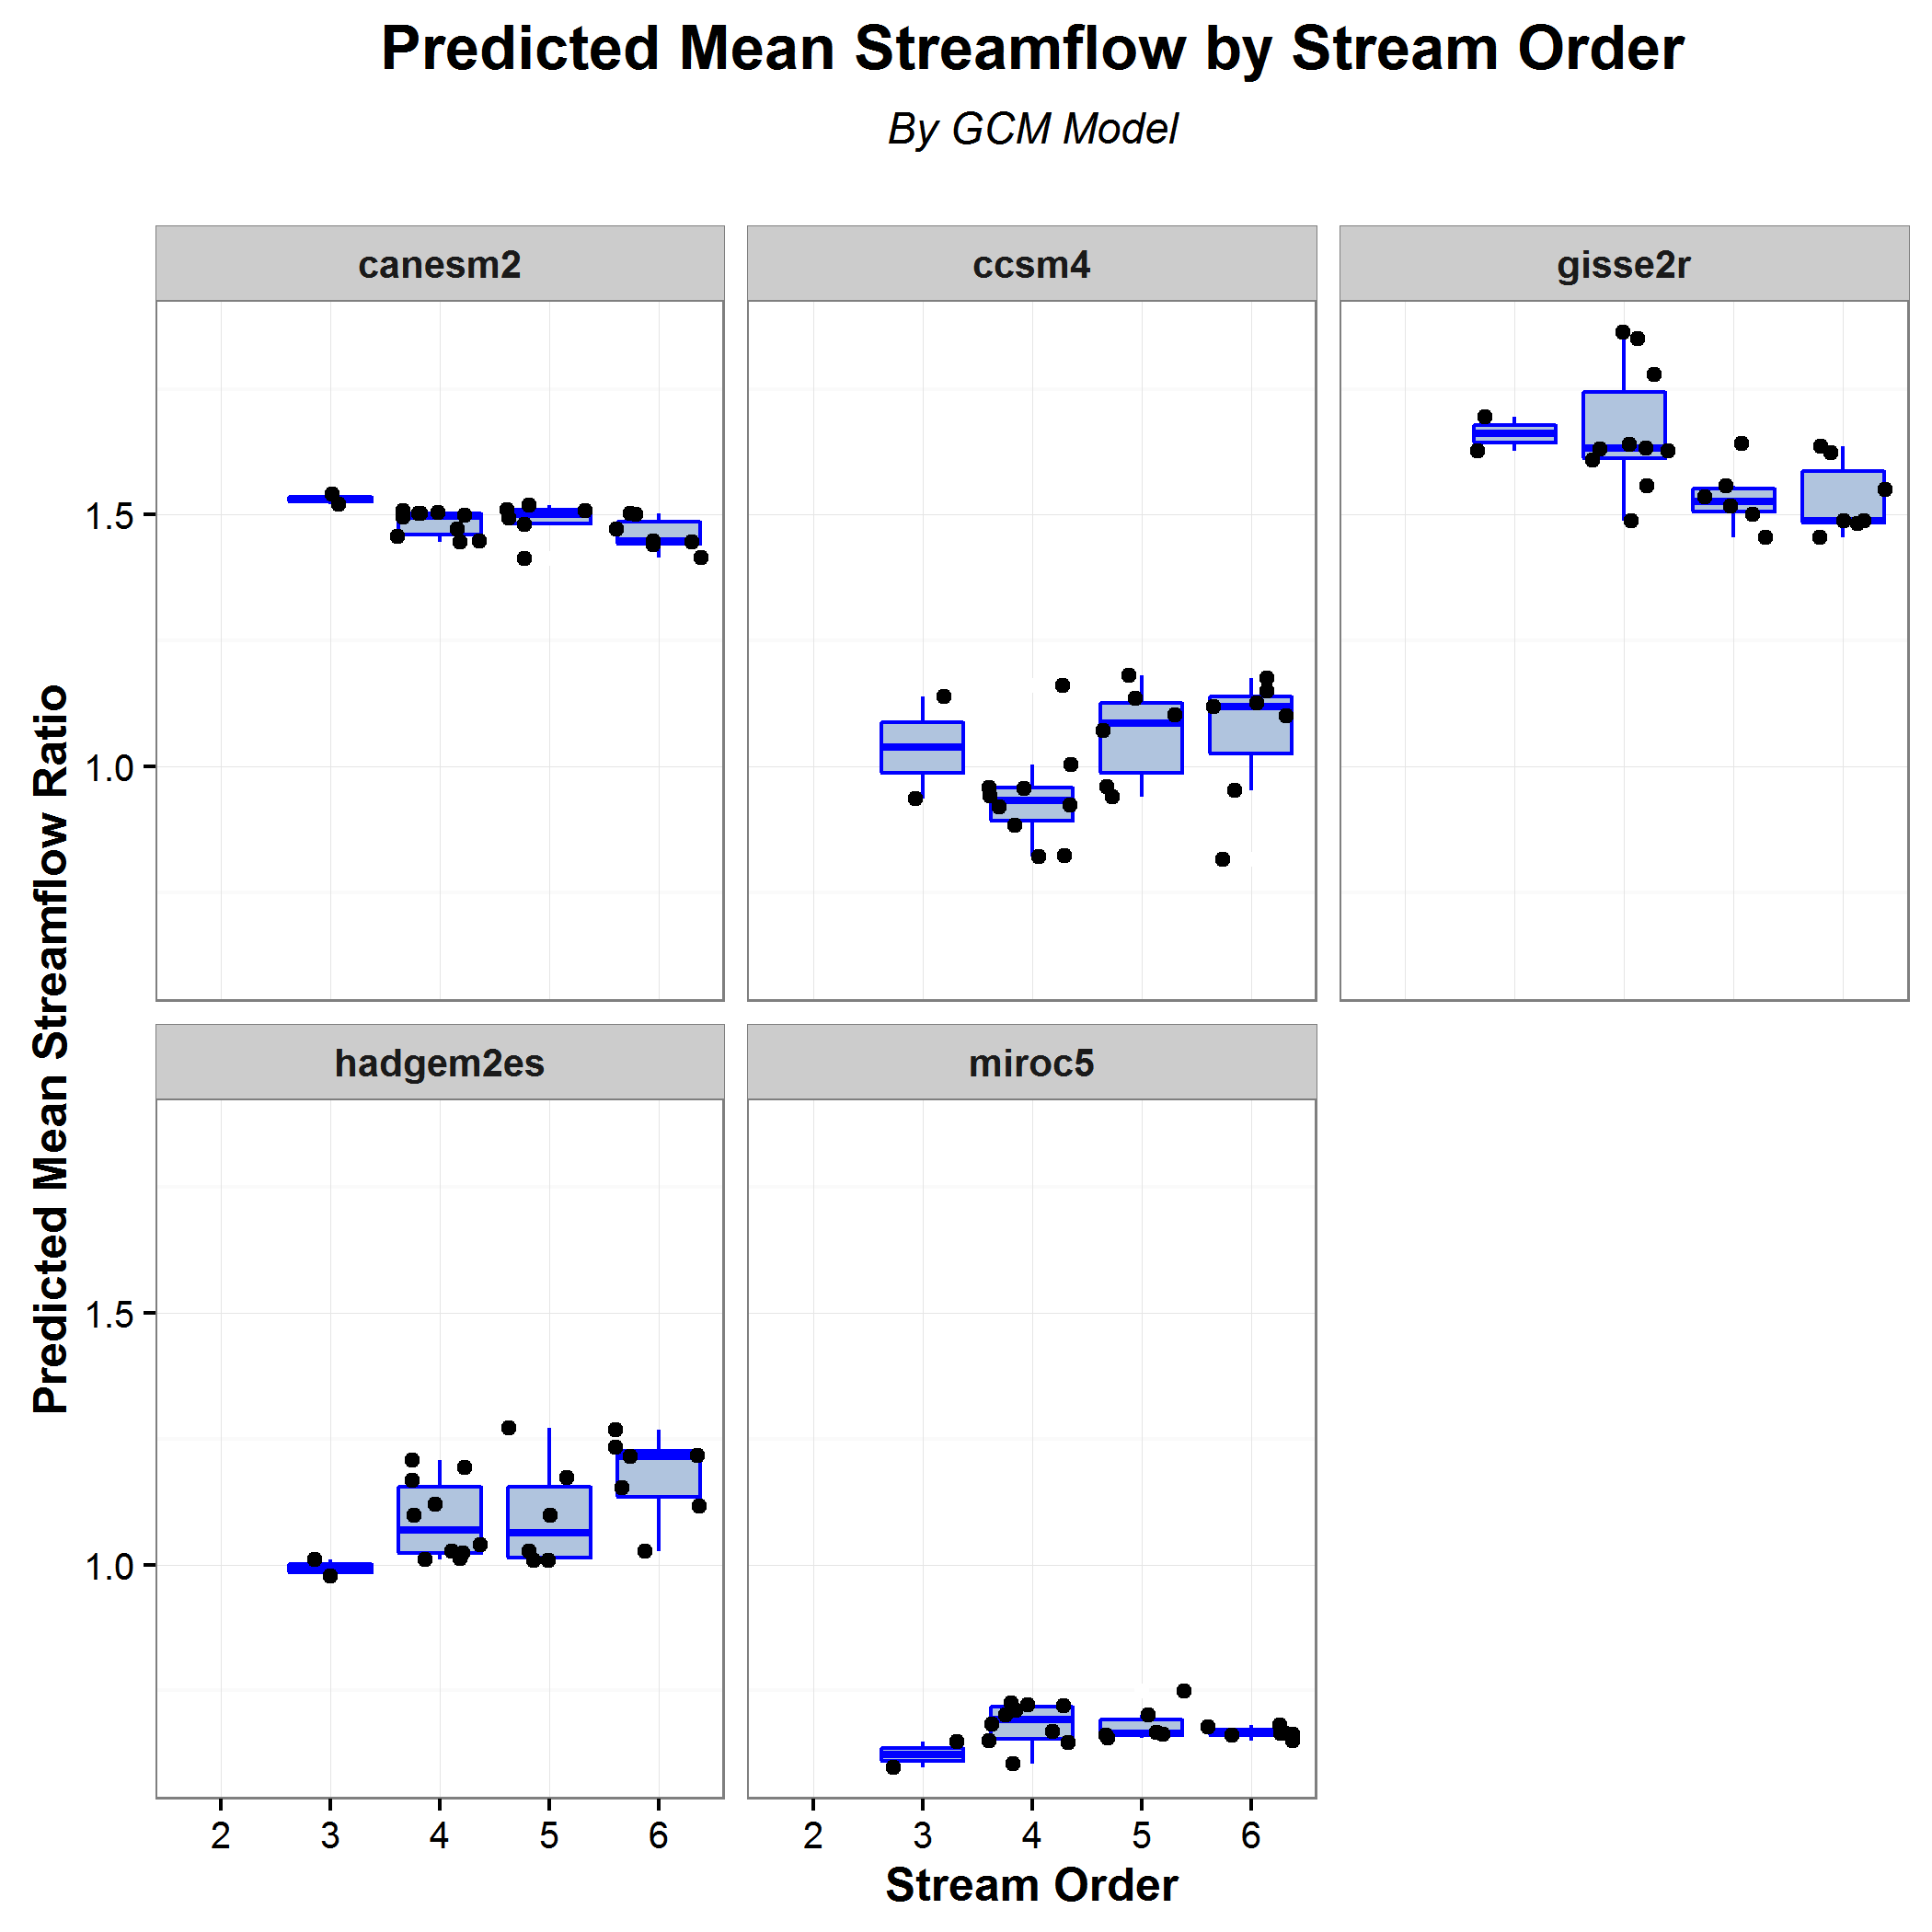 Predicted Mean Streamflow by Stream Order
By GCM Model
canesm2
ccsm4
gisse2r
1.5
1.0
hadgem2es
miroc5
1.5
1.0
Predicted Mean Streamflow Ratio
2 3 4 5 6
2 3 4 5 6
Stream Order